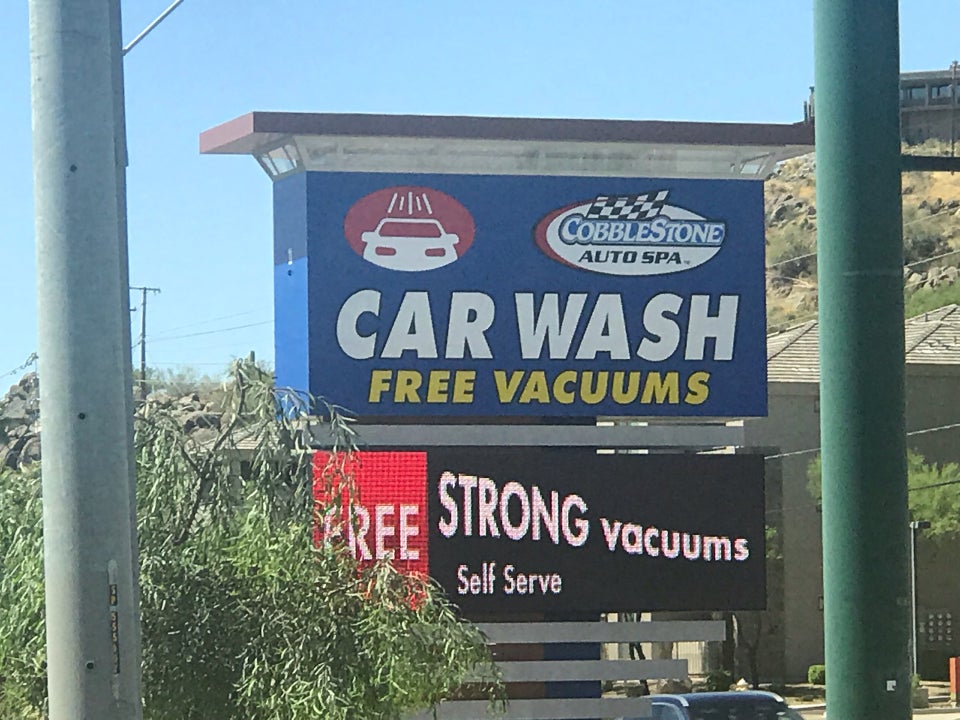 COBBLESTONE
AUTO SPA
CAR WASH
FREE VACUUMS
FREE STRONG vacuums
Self Serve